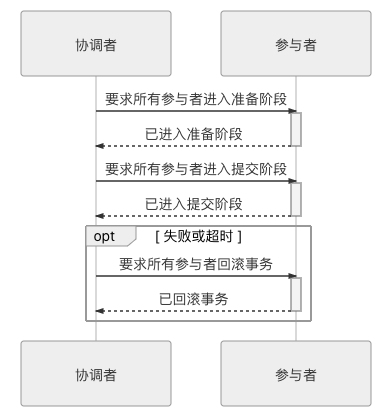 协调者 参与者
要求所有参与者进入准备阶段
已进入准备阶段
要求所有参与者进入提交阶段
已进入提交阶段
opt [ 失败或超时 ]
要求所有参与者回滚事务
已回滚事务
协调者 参与者